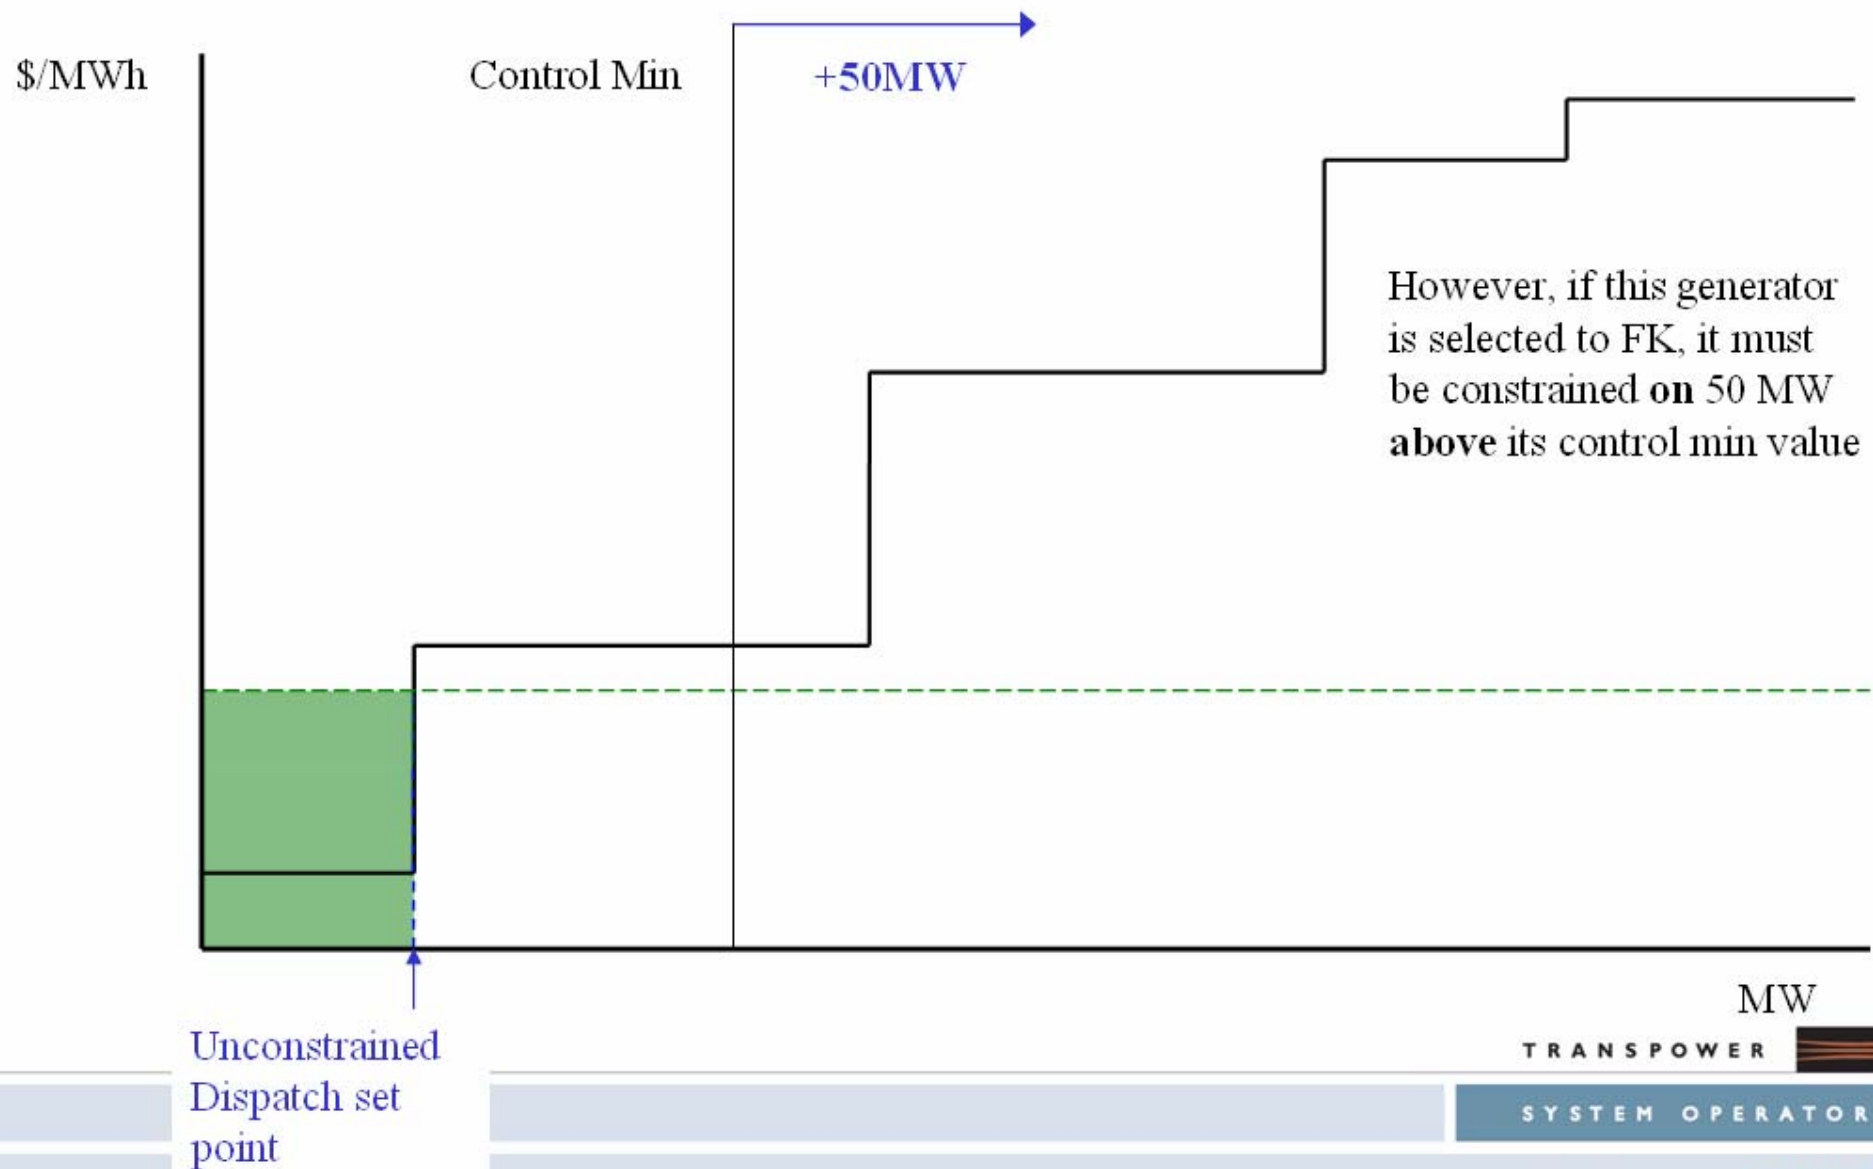 $/MWh
Control Min
+50MW
However, if this generator
is selected to FK, it must
be constrained on 50 MW
above its control min value
MW
Unconstrained
Dispatch set
point
TRANSPOWER
SYSTEM OPERATOR